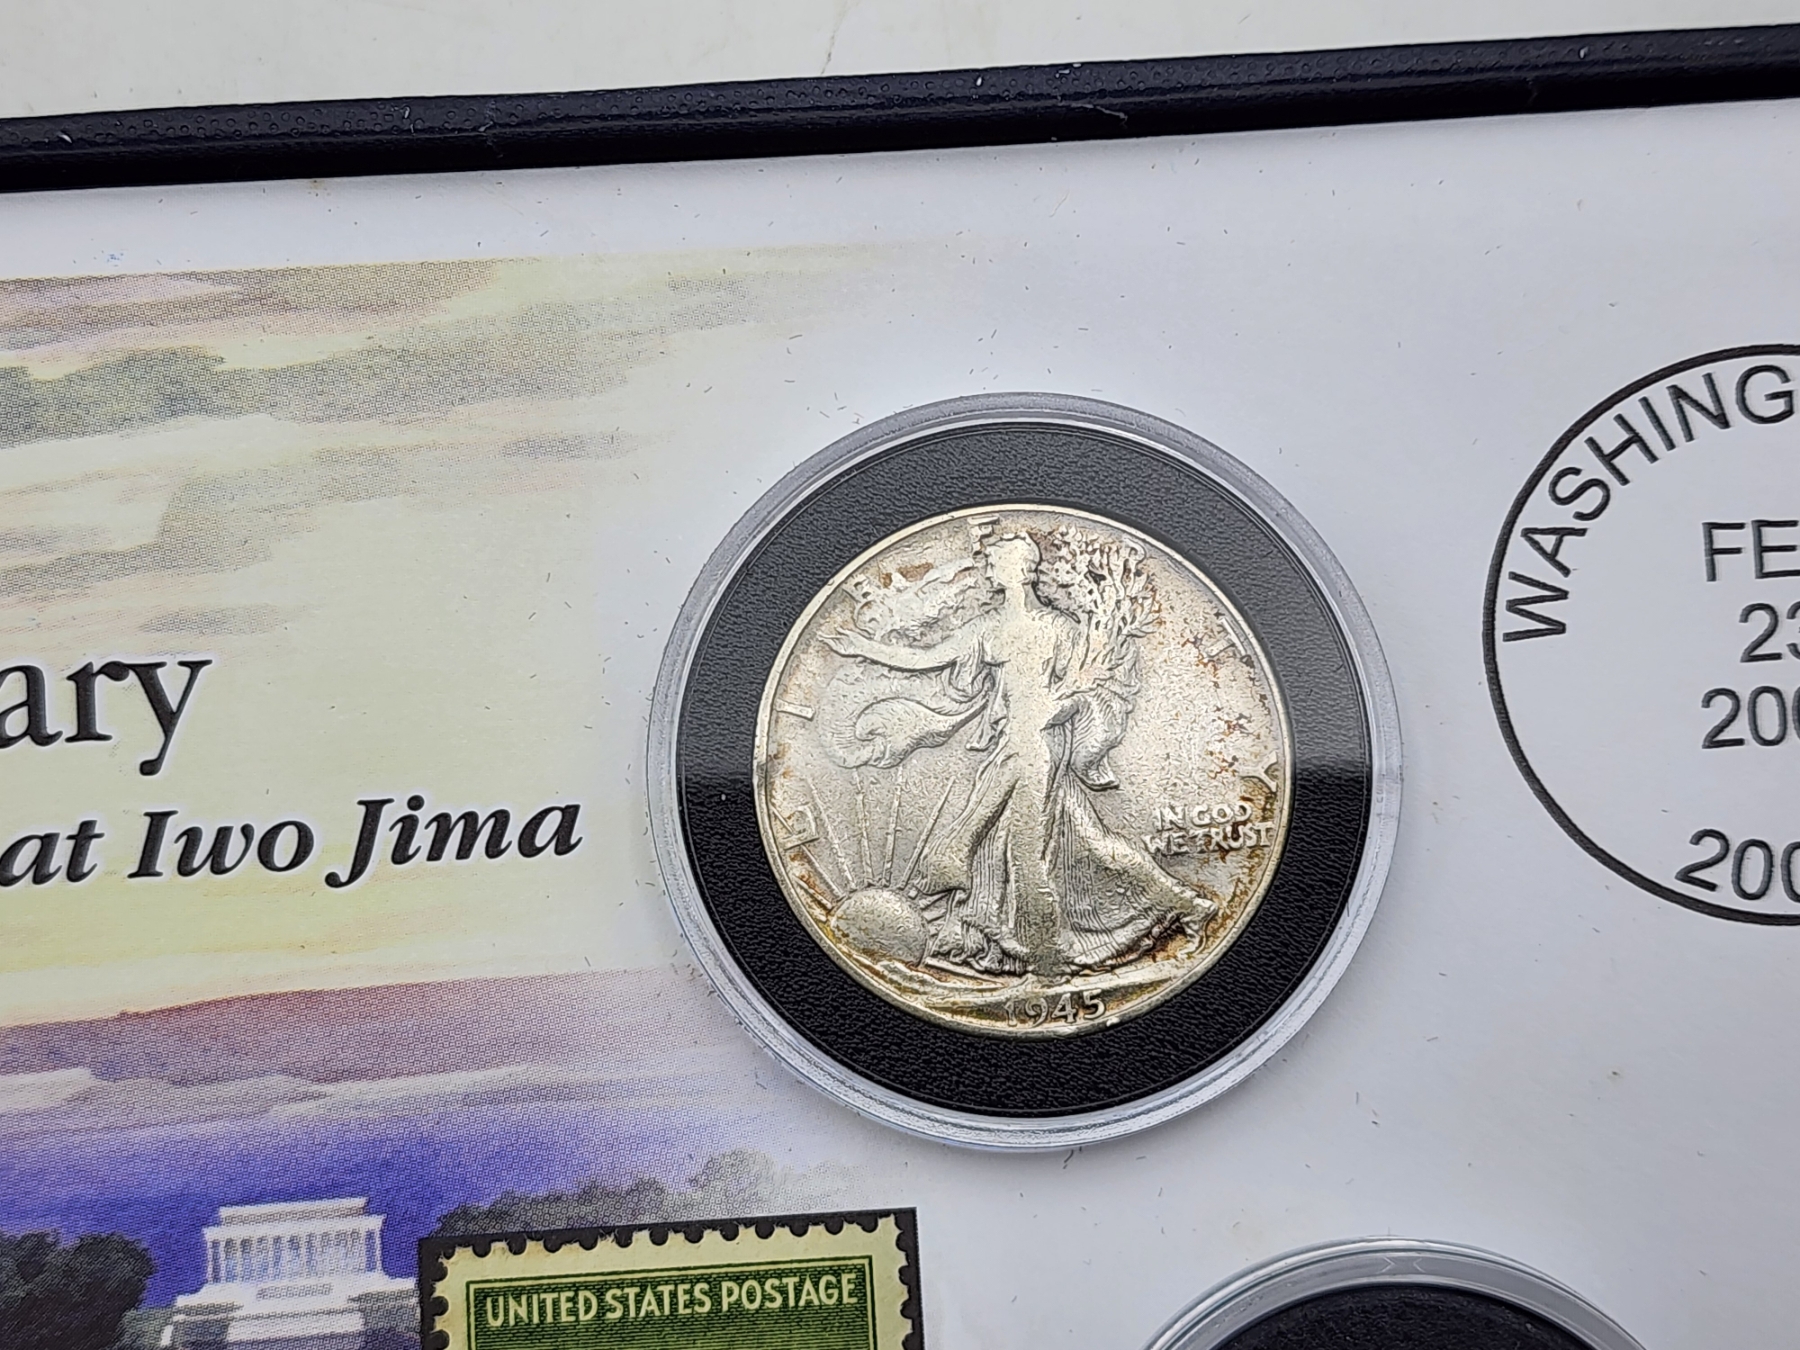 ary
at Iwo Jima
LIBERTY
IN GOD
WE TRUST
1945
WASHING
FE
23
200
200
UNITED STATES POSTAGE